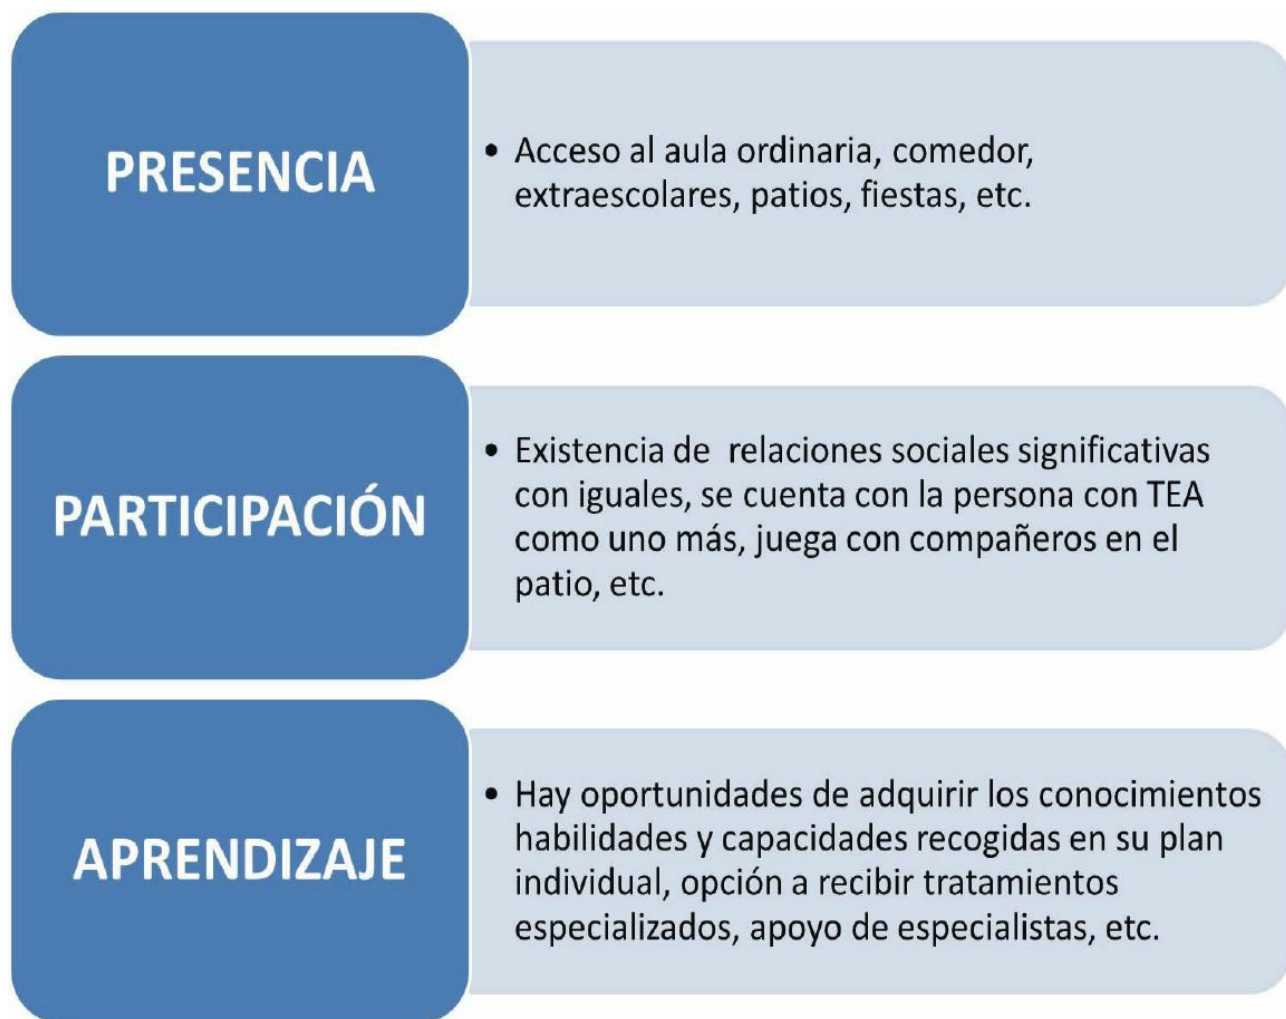 PRESENCIA
• Acceso al aula ordinaria, comedor,
extraescolares, patios, fiestas, etc.
PARTICIPACIÓN
• Existencia de relaciones sociales significativas
con iguales, se cuenta con la persona con TEA
como uno más, juega con compañeros en el
patio, etc.
APRENDIZAJE
• Hay oportunidades de adquirir los conocimientos
habilidades y capacidades recogidas en su plan
individual, opción a recibir tratamientos
especializados, apoyo de especialistas, etc.